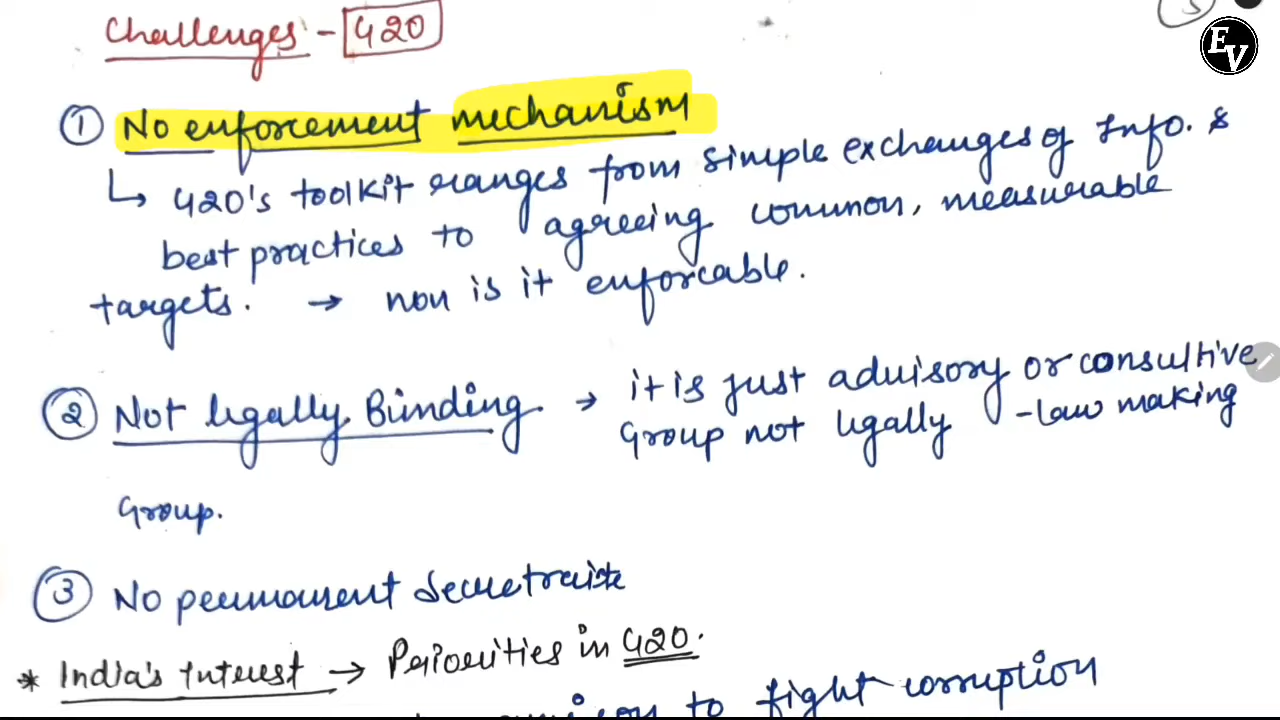 Challenges - G20
EV
① No enforcement mechanism
↳ G20's toolkit ranges from simple exchanges of Info. &
best practices to agreeing common, measurable
targets. → non is it enforcable.
② Not legally Binding. → it is just advisory or consultive
Group not legally - law making
Group.
③ No permanent
* India's Interest → Priorities in G20.
to fight corruption